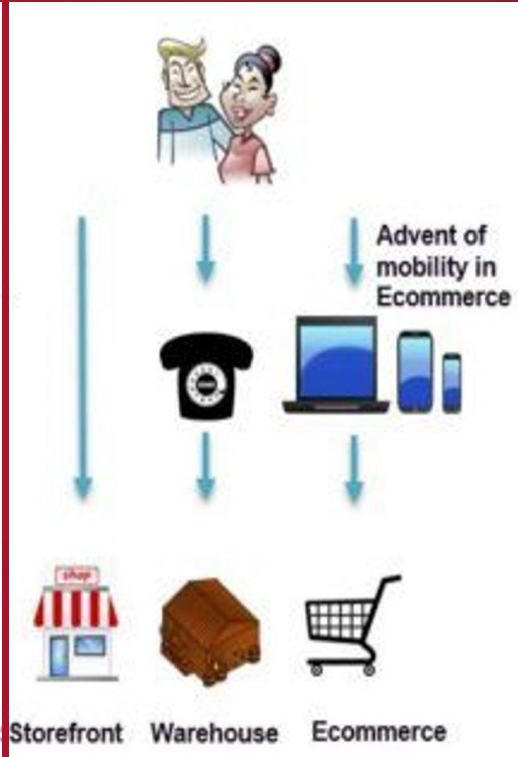 Advent of
mobility in
Ecommerce
shop
Storefront Warehouse Ecommerce